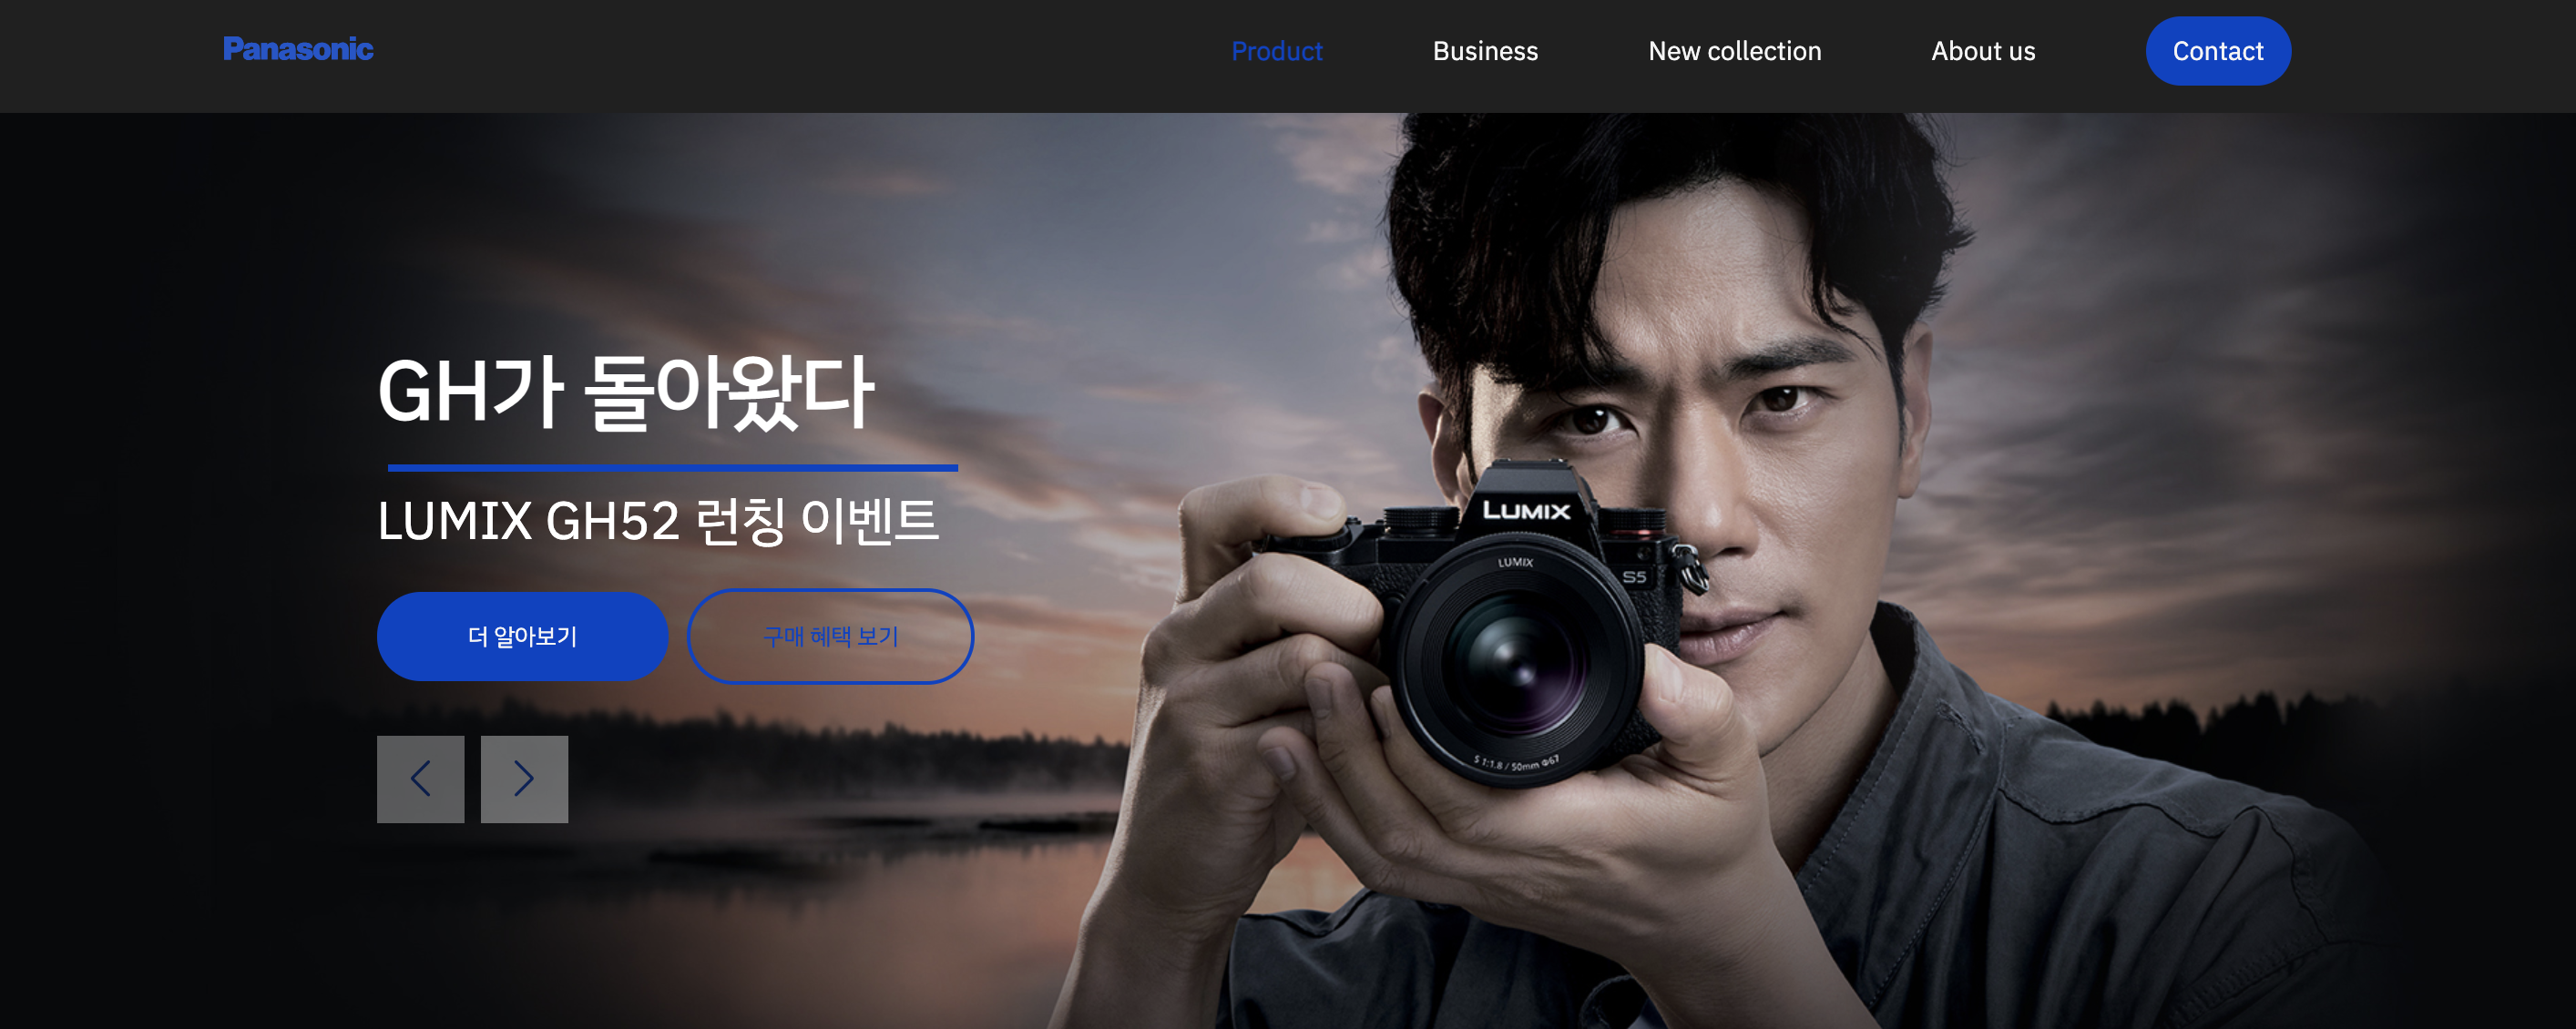 Panasonic
Product
Business
New collection
About us
Contact
GH가 돌아왔다
LUMIX GH52 런칭 이벤트
더 알아보기
구매 혜택 보기
LUMIX
LUMIX
S5
S 1:1.8 / 50mm Φ67